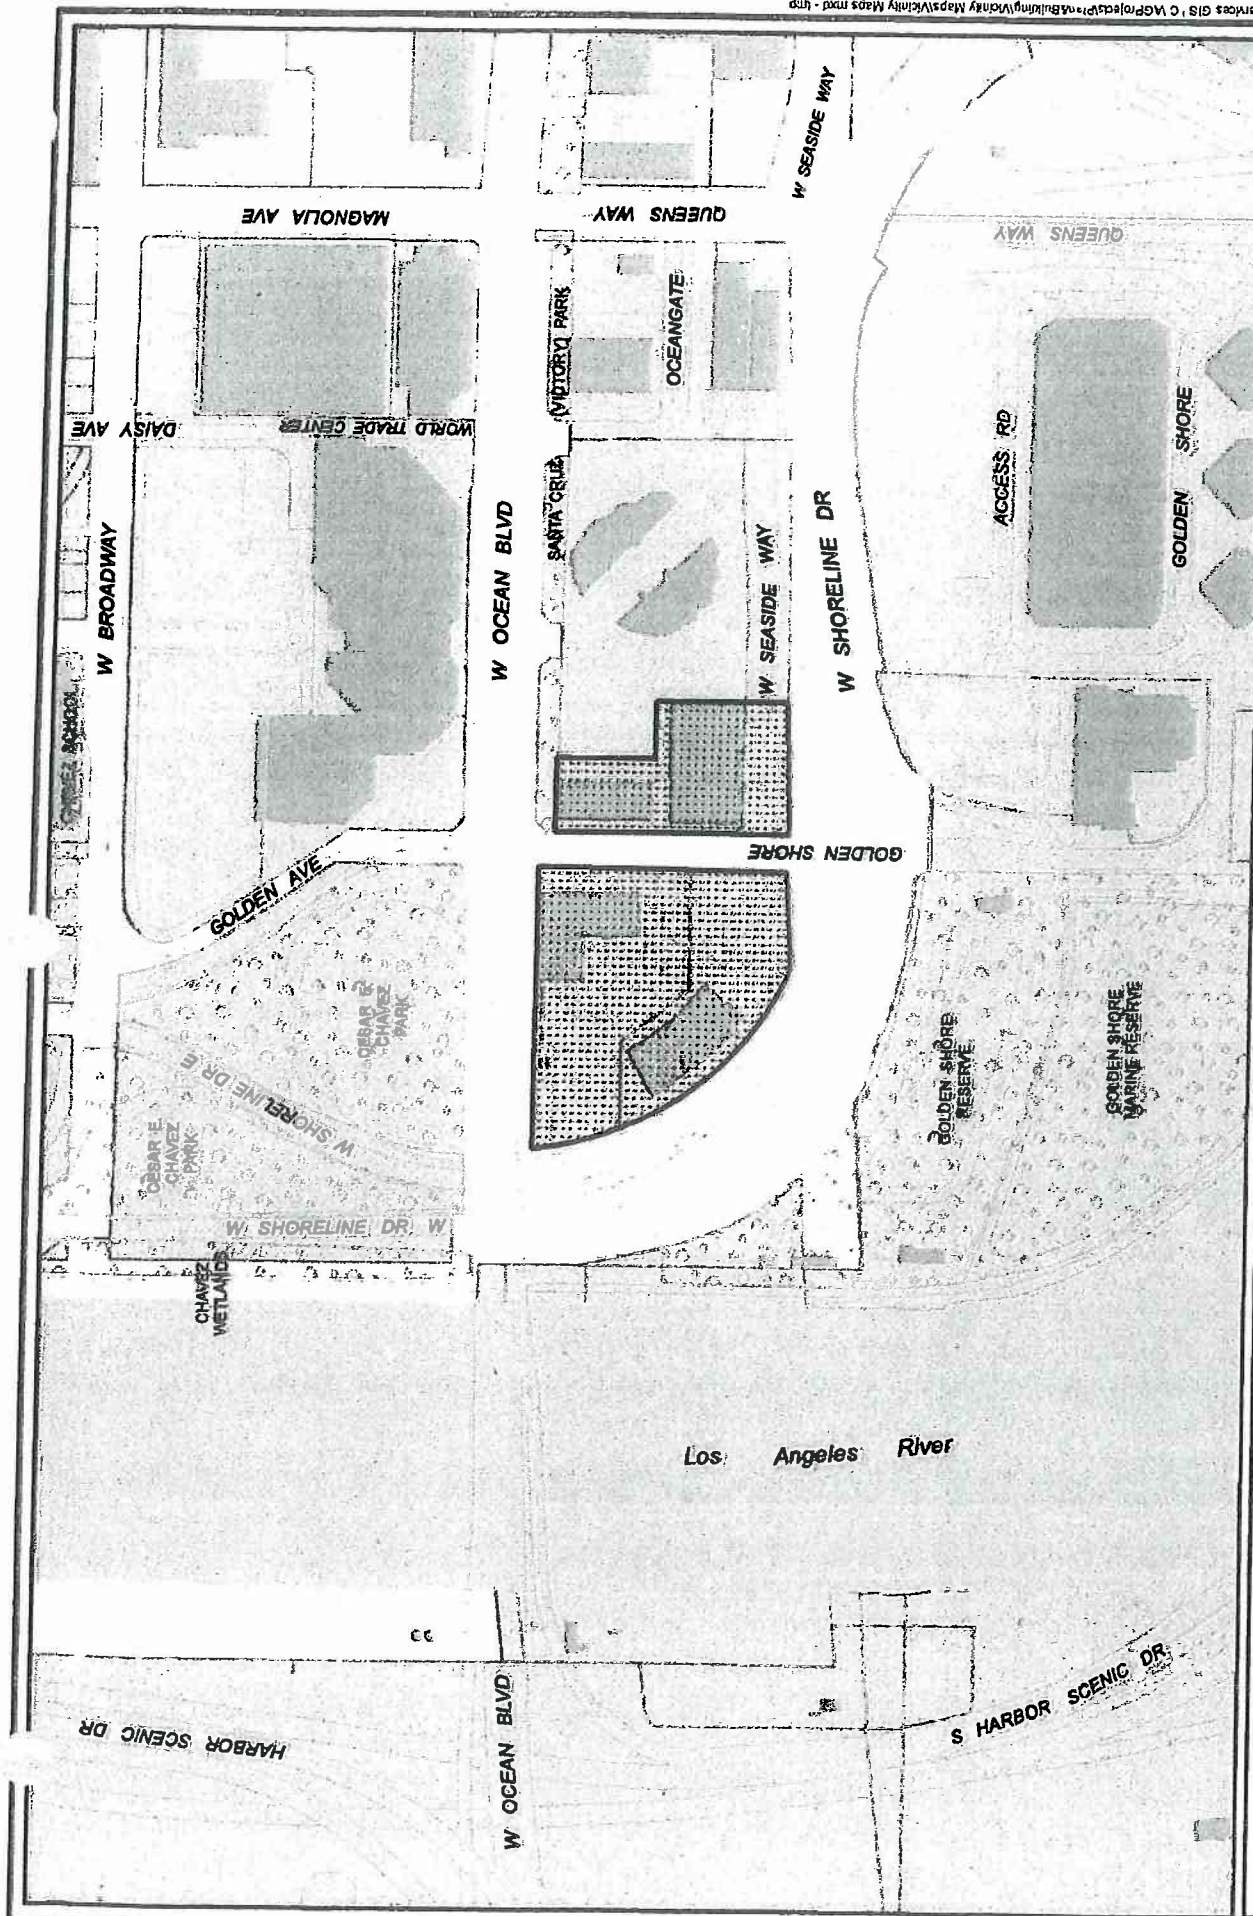 W SEASIDE WAY
MAGNOLIA AVE
QUEENS WAY
QUEENS WAY
OCEANGATE
(VICTORY) PARK
SANTA CRUZ
DAISY AVE
WORLD TRADE CENTER
ACCESS RD
GOLDEN SHORE
W BROADWAY
W OCEAN BLVD
W SEASIDE WAY
W SHORELINE DR
GOLDEN SHORE
GOLDEN AVE
CESAR E.
CHAVEZ
PARK
W SHORELINE DR E
CESAR E.
CHAVEZ
PARK
GOLDEN SHORE
RESERVE
GOLDEN SHORE
MARINE RESERVE
W SHORELINE DR W
CHAVEZ
WETLANDS
Los Angeles River
HARBOR SCENIC DR
W OCEAN BLVD
S HARBOR SCENIC DR